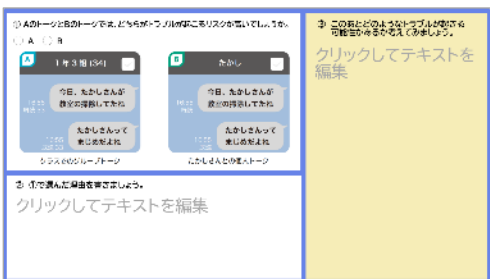 ① AのトークとBのトークでは、どちらがトラブルが起こるリスクが高いでしょうか。
A B
A
1年3組 (34)
今日、たかしさんが
教室の掃除してたね
たかしさんって
まじめだよね
クラスでのグループトーク
B
たかし
今日、たかしさんが
教室の掃除してたね
たかしさんって
まじめだよね
たかしさんとの個人トーク
② ①で選んだ理由を書きましょう。
クリックしてテキストを編集
③ このあとどのようなトラブルが起きる
可能性があるか考えてみましょう。
クリックしてテキストを
編集